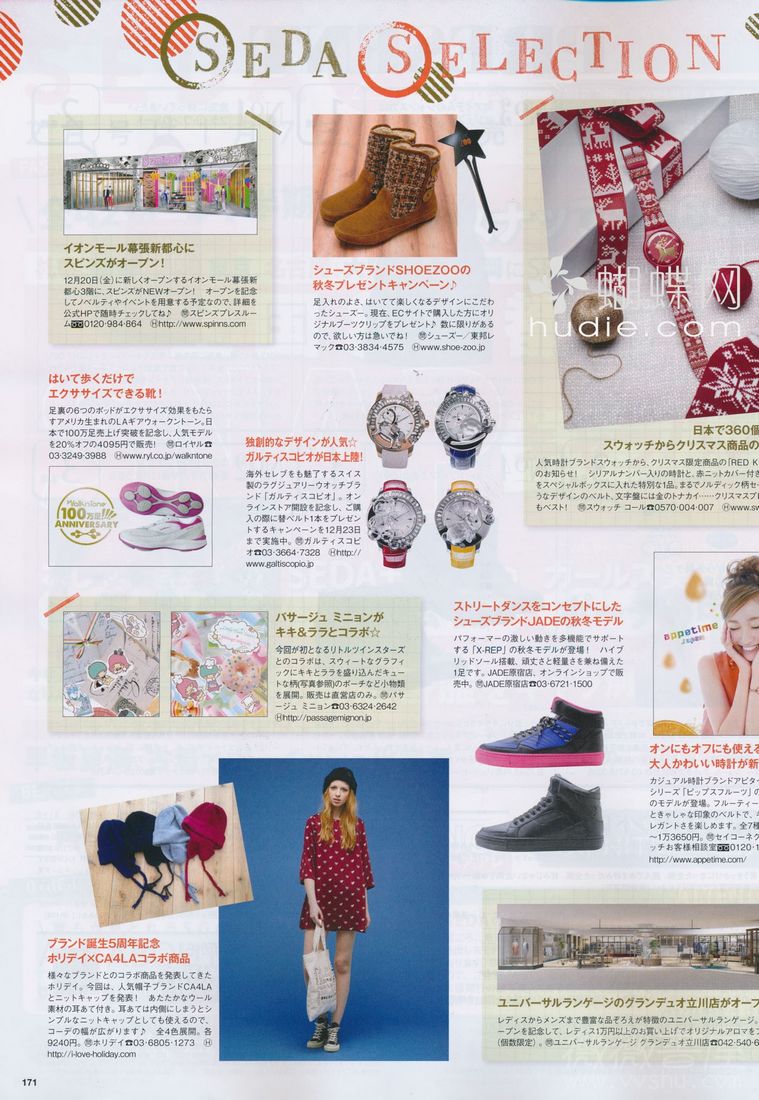 SEDA SELECTION
イオンモール幕張新都心に
スピンズがオープン！
12月20日（金）に新しくオープンするイオンモール幕張新
都心3階に、スピンズがNEWオープン！　オープンを記念
してノベルティやイベントを用意する予定なので、詳細を
公式HPで随時チェックしてね♪　㉄スピンズプレスルー
ム 0120・984・864　Ⓗhttp://www.spinns.com
シューズブランドSHOEZOOの
秋冬プレゼントキャンペーン♪
足入れのよさ、はいてて楽しくなるデザインにこだわ
ったシューズ。現在、ECサイトで購入した方にオ
リジナルブーツクリップをプレゼント♪ 数に限りがあ
るので、欲しい方は急いでね！　㉄シューズー／東邦レ
マック☎03・3834・4575　Ⓗwww.shoe-zoo.jp
蝴蝶网
hudie.com
日本で360個
スウォッチからクリスマス商品の
人気時計ブランドスウォッチから、クリスマス限定商品の「RED K
のお知らせ！　シリアルナンバー入りの時計と、赤ニットカバー付き
をスペシャルボックスに入れた特別な1品。まるでノルディック柄セー
うなデザインのベルト、文字盤には金のトナカイ……クリスマスプレ
もベスト！　㉄スウォッチ コール☎0570・004・007　Ⓗwww.sw
はいて歩くだけで
エクササイズできる靴！
足裏の6つのポッドがエクササイズ効果をもたら
すアメリカ生まれのLAギアウォークントーン。日
本で100万足売上げ突破を記念し、人気モデル
を20％オフの4095円で販売！　㉄ロイヤル☎
03・3249・3988　Ⓗwww.ryl.co.jp/walkntone
WalknTone
100万足!!!
ANNIVERSARY
独創的なデザインが人気☆
ガルティスコピオが日本上陸！
海外セレブをも魅了するスイス
製のラグジュアリーウオッチブラ
ンド「ガルティスコピオ」。オン
ラインストア開設を記念し、ご購
入の際に替ベルト1本をプレゼン
トするキャンペーンを12月23日
まで実施中。㉄ガルティスコピ
オ☎03・3664・7328　Ⓗhttp://
www.galtiscopio.jp
バサージュ ミニョンが
キキ＆ララとコラボ☆
今回が初となるリトルツインスターズ
とのコラボは、スウィートなグラフィ
ックにキキとララを盛り込んだキュー
トな柄（写真参照）のポーチなど小物類
を展開。販売は直営店のみ。㉄バサ
ージュ ミニョン☎03・6324・2642
Ⓗhttp://passagemignon.jp
ストリートダンスをコンセプトにした
シューズブランドJADEの秋冬モデル
パフォーマーの激しい動きを多機能でサポート
する「X-REP」の秋冬モデルが登場！　ハイブ
リッドソール搭載、頑丈さと軽量さを兼ね備えた
1足です。JADE原宿店、オンラインショップで販
売中。㉄JADE原宿店☎03・6721・1500
appetime
Japan
オンにもオフにも使える
大人かわいい時計が新
カジュアル時計ブランドアピター
シリーズ「ピップスフルーツ」の
のモデルが登場。フルーティー
ときゃしゃな印象のベルトで、キ
レガントさを楽しめます。全7種
～1万3650円。㉄セイコーネク
ッチお客様相談室 0120・1
http://www.appetime.com/
ブランド誕生5周年記念
ホリデイ×CA4LAコラボ商品
様々なブランドとのコラボ商品を発表してきた
ホリデイ。今回は、人気帽子ブランドCA4LA
とニットキャップを発表！　あたたかなウール
素材の耳あて付き。耳あては内側にしまうとシ
ンプルなニットキャップとしても使えるので、
コーデの幅が広がります♪　全4色展開。各
9240円。㉄ホリデイ☎03・6805・1273　Ⓗ
http://i-love-holiday.com
ユニバーサルランゲージのグランデュオ立川店がオープ
レディスからメンズまで豊富な品ぞろえが特徴のユニバーサルランゲージ。
ープンを記念して、レディス1万円以上のお買い上げでオリジナルアロマをプ
（個数限定）。㉄ユニバーサルランゲージ グランデュオ立川店☎042・540・6
171